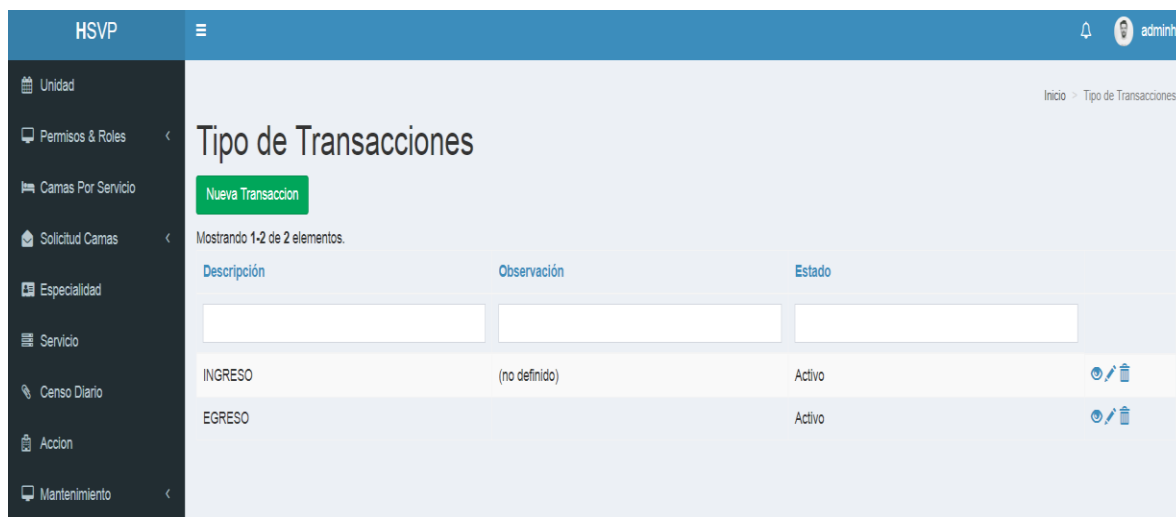 HSVP
adminh
Unidad
Permisos & Roles
Camas Por Servicio
Solicitud Camas
Especialidad
Servicio
Censo Diario
Accion
Mantenimiento
Inicio > Tipo de Transacciones
Tipo de Transacciones
Nueva Transaccion
Mostrando 1-2 de 2 elementos.
Descripción Observación Estado
INGRESO (no definido) Activo
EGRESO Activo